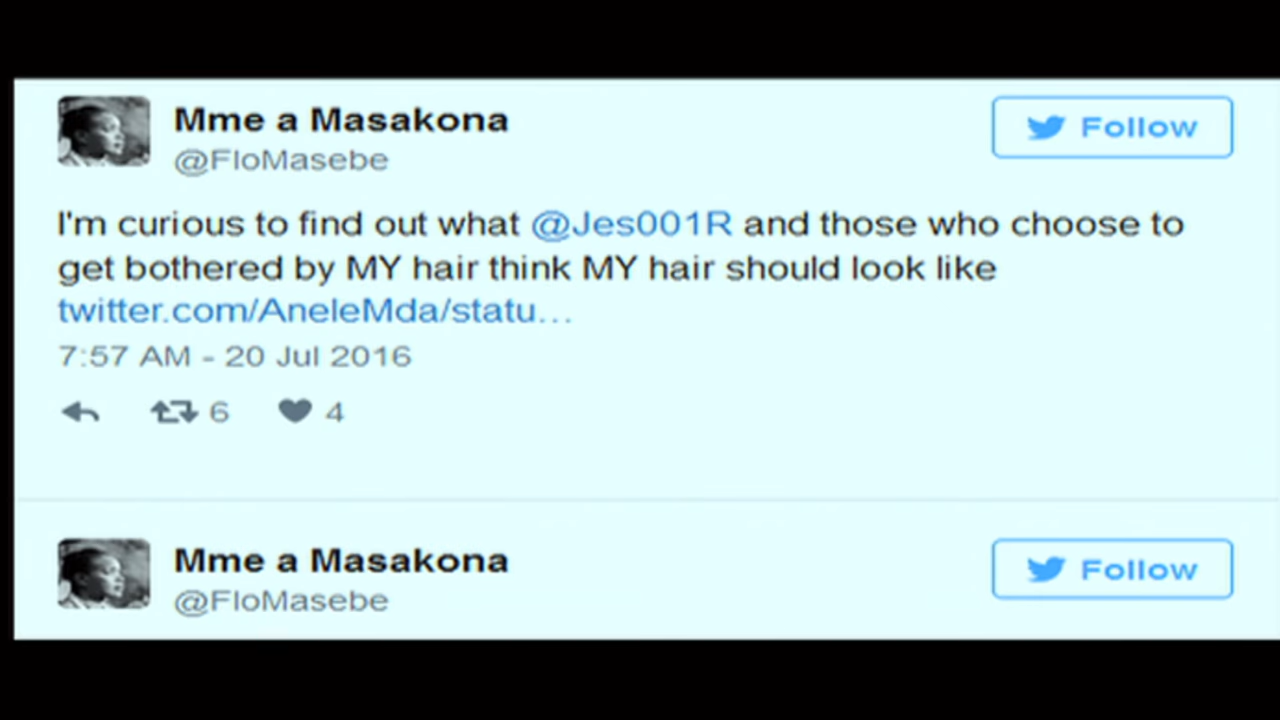 Mme a Masakona
@FloMasebe
Follow
I'm curious to find out what @Jes001R and those who choose to
get bothered by MY hair think MY hair should look like
twitter.com/AneleMda/statu…
7:57 AM - 20 Jul 2016
6 4
Mme a Masakona
@FloMasebe
Follow